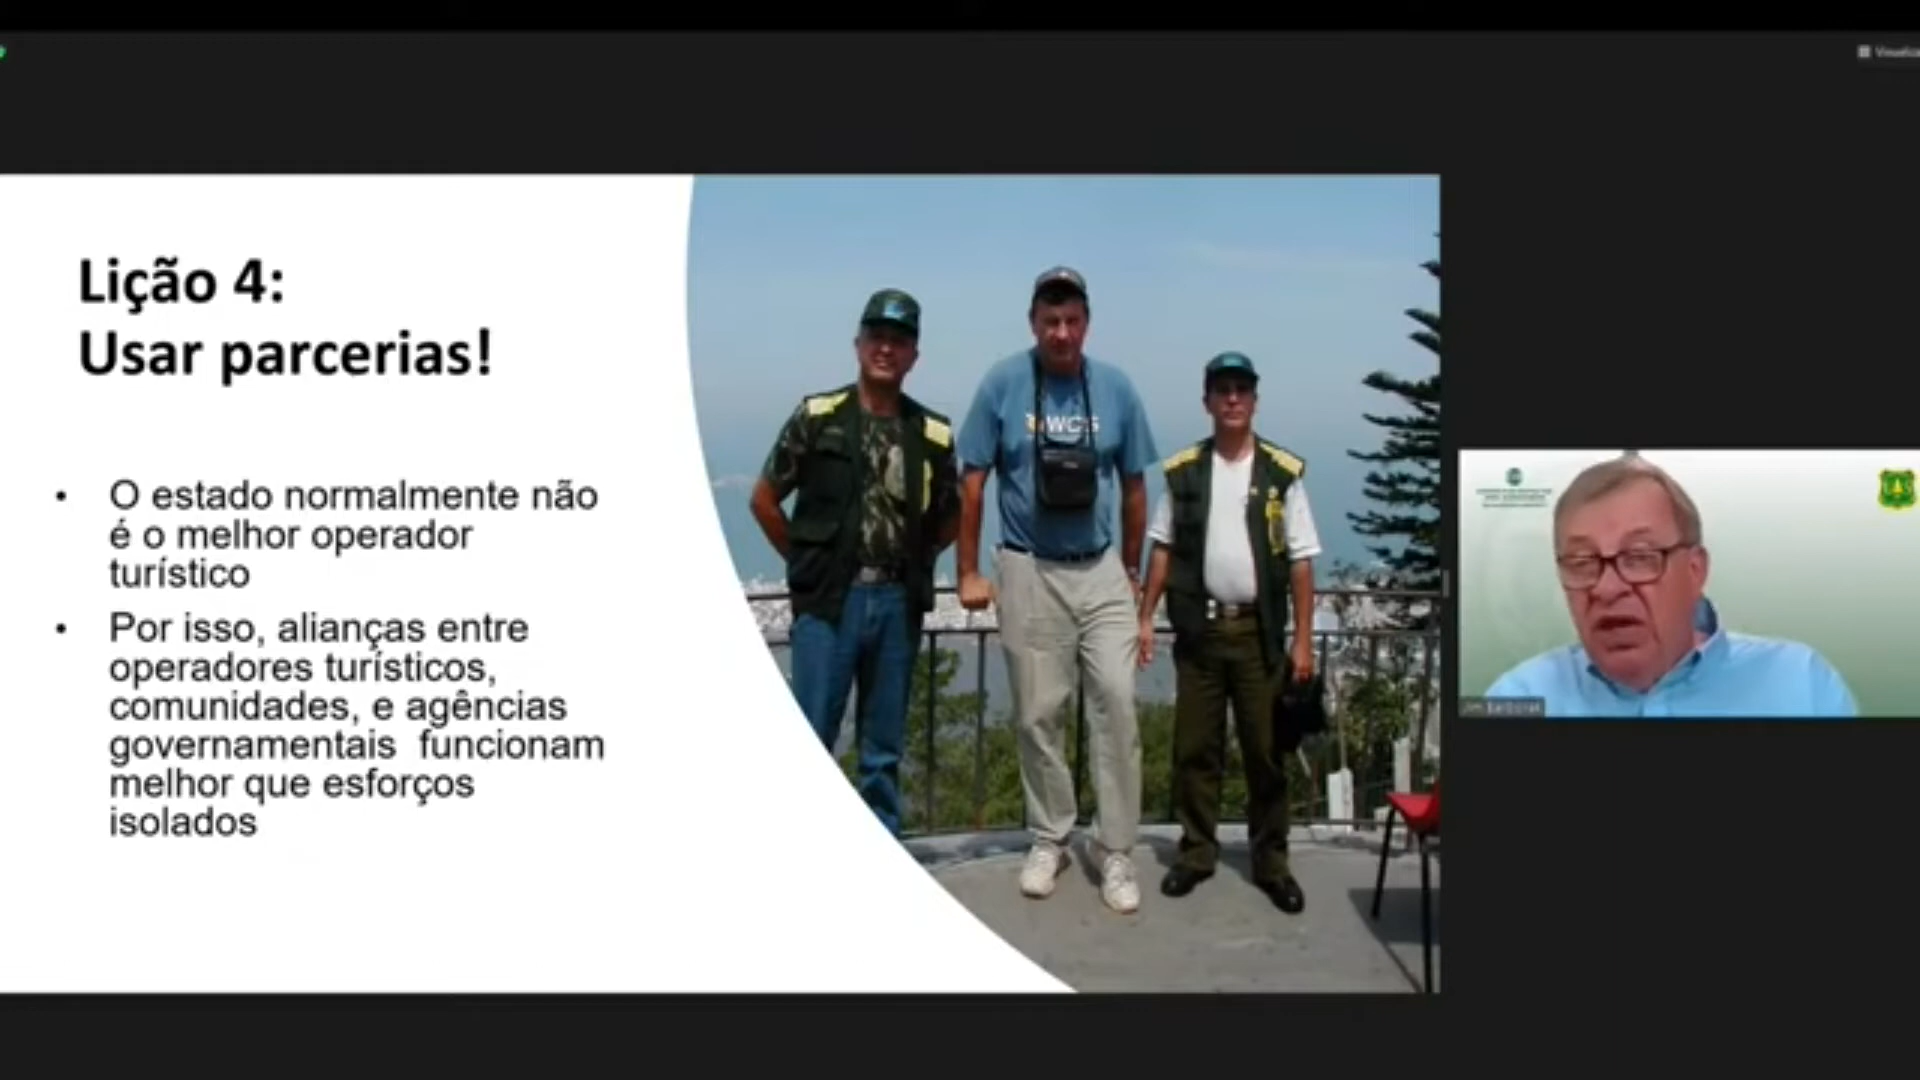 Lição 4:
Usar parcerias!
• O estado normalmente não
é o melhor operador
turístico
• Por isso, alianças entre
operadores turísticos,
comunidades, e agências
governamentais funcionam
melhor que esforços
isolados
WCS